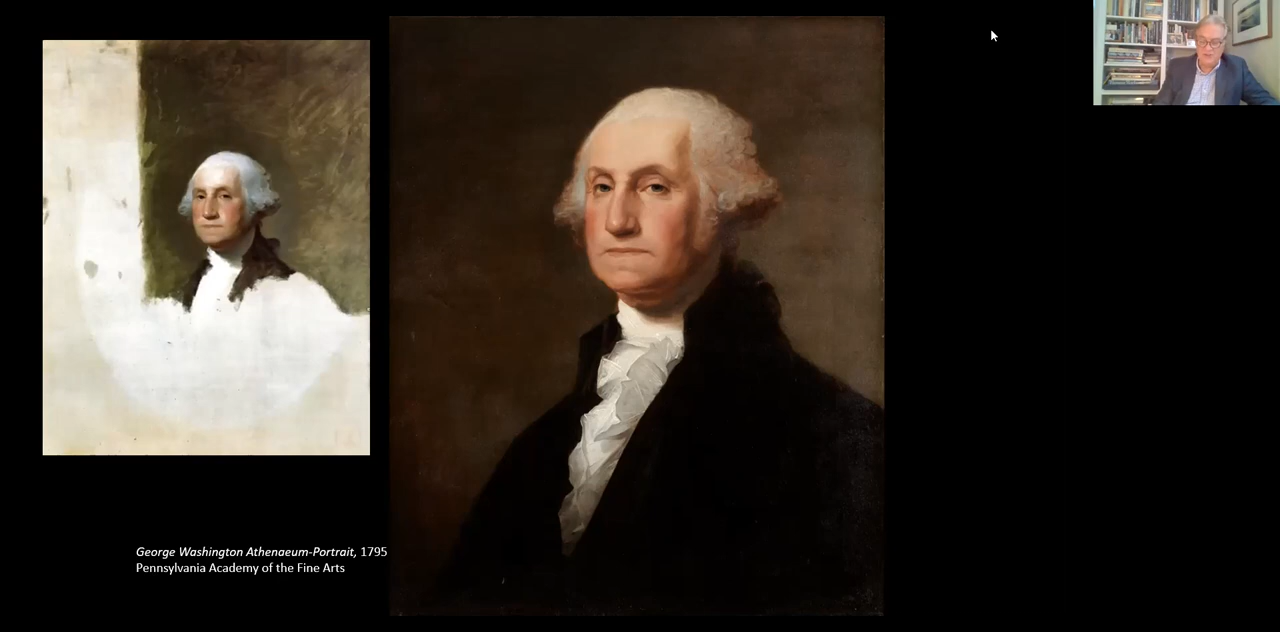 George Washington Athenaeum-Portrait, 1795
Pennsylvania Academy of the Fine Arts